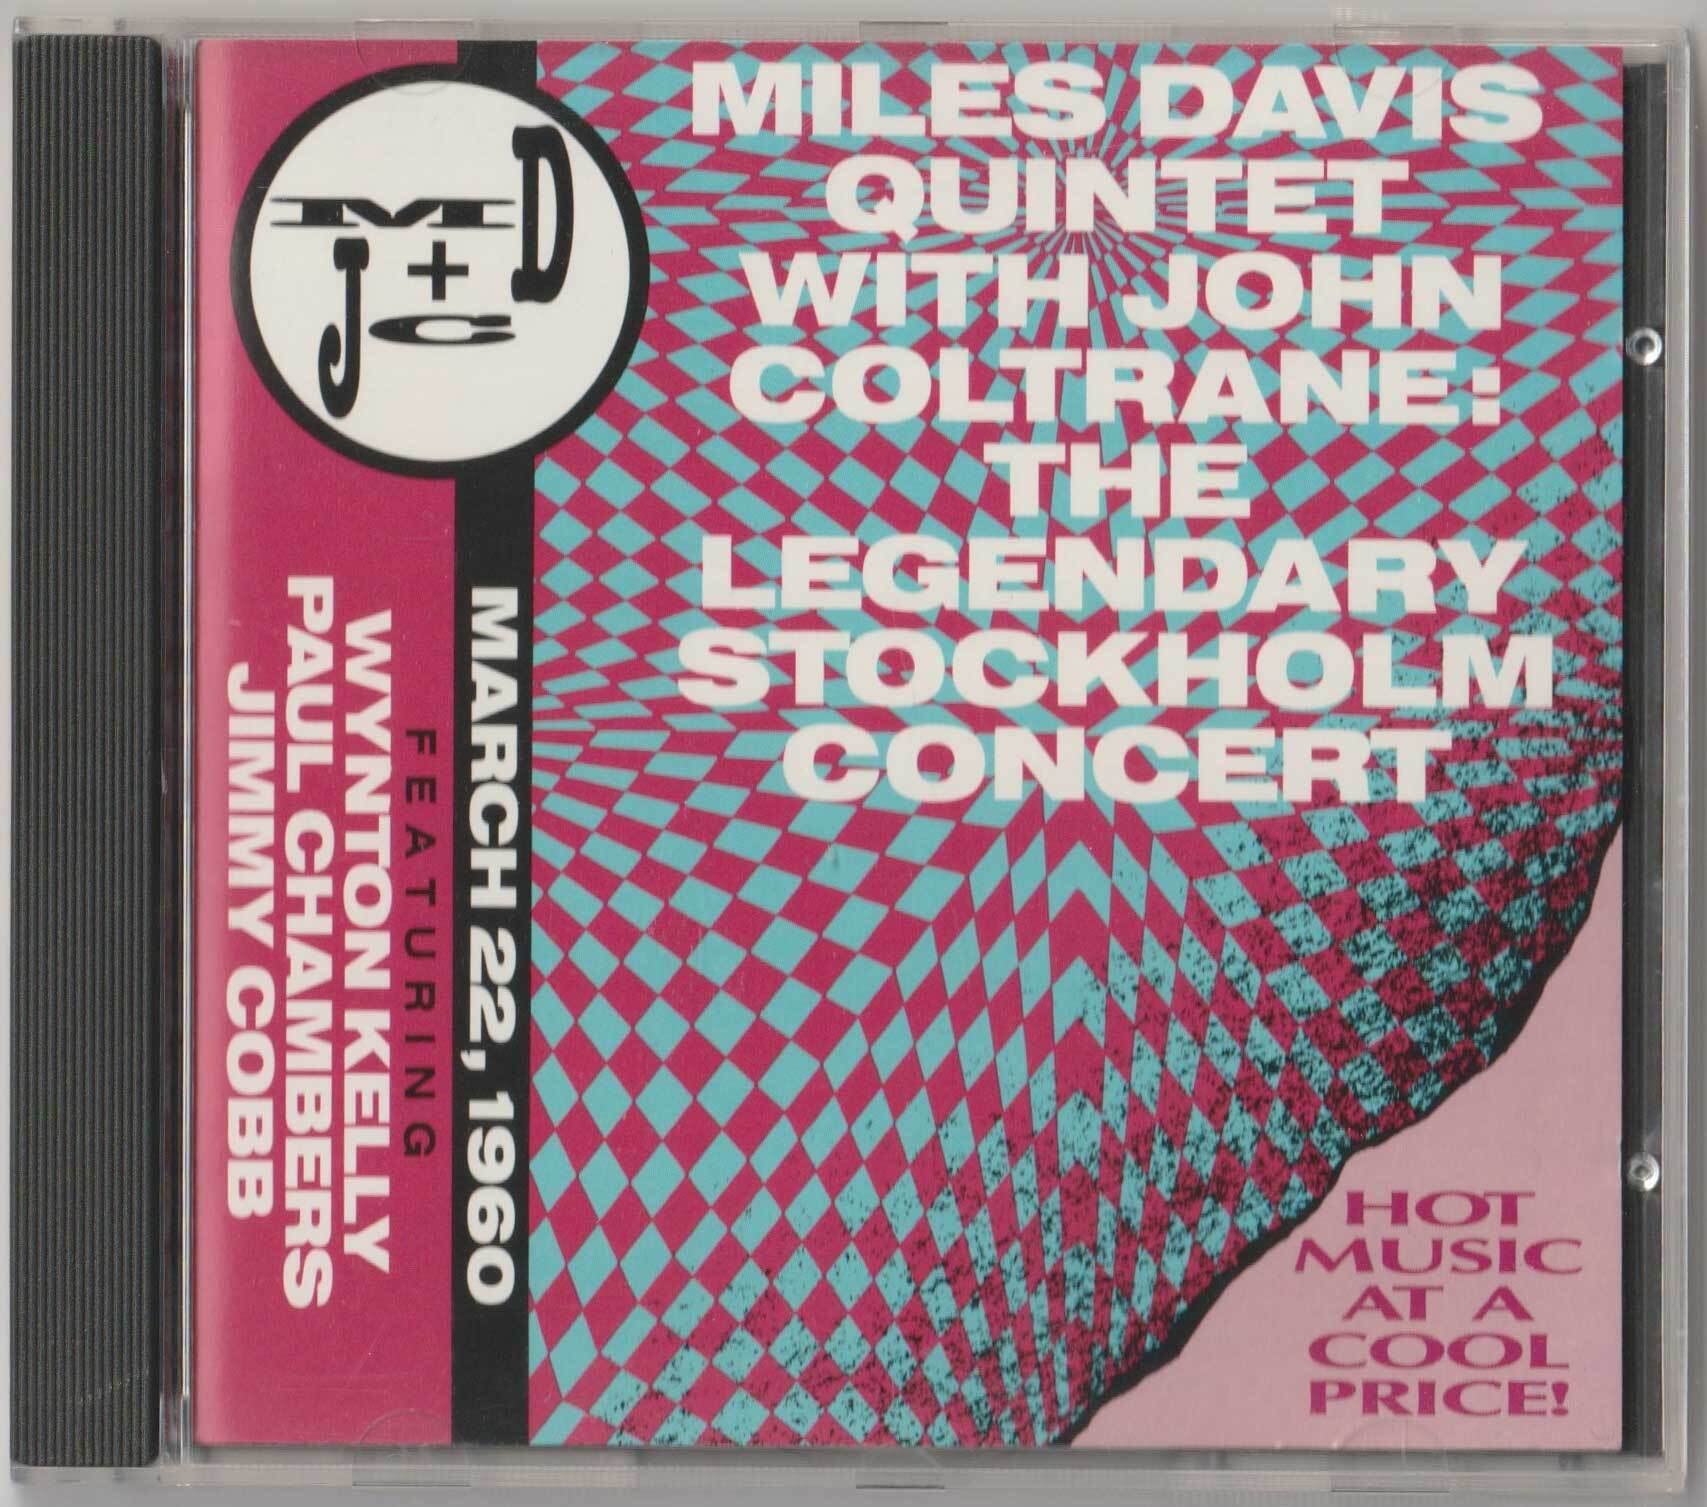 MILES DAVIS
QUINTET
WITH JOHN
COLTRANE:
THE
LEGENDARY
STOCKHOLM
CONCERT
M D
+
J C
MARCH 22, 1960
FEATURING
WYNTON KELLY
PAUL CHAMBERS
JIMMY COBB
HOT
MUSIC
AT A
COOL
PRICE!